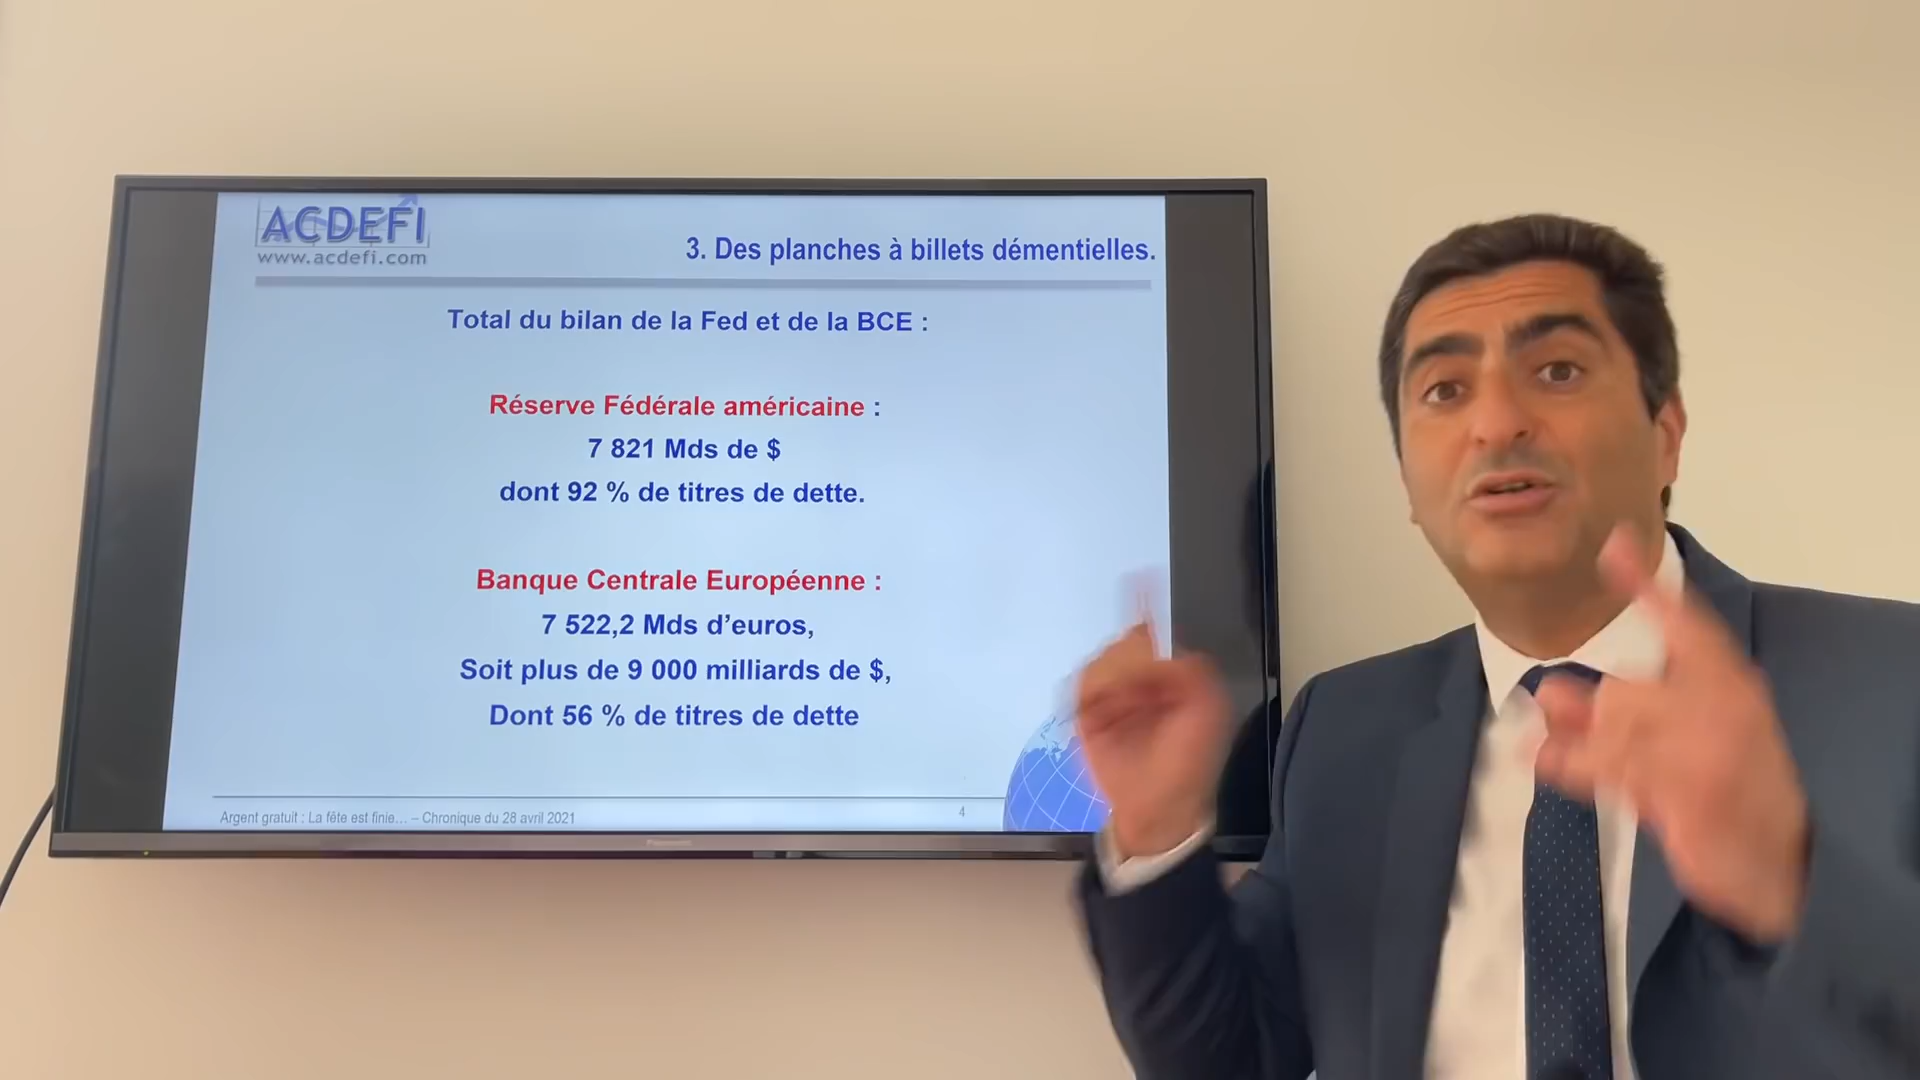 ACDEFI
www.acdefi.com
3. Des planches à billets démentielles.
Total du bilan de la Fed et de la BCE :
Réserve Fédérale américaine :
7 821 Mds de $
dont 92 % de titres de dette.
Banque Centrale Européenne :
7 522,2 Mds d’euros,
Soit plus de 9 000 milliards de $,
Dont 56 % de titres de dette
Argent gratuit : La fête est finie... – Chronique du 28 avril 2021
4
Panasonic